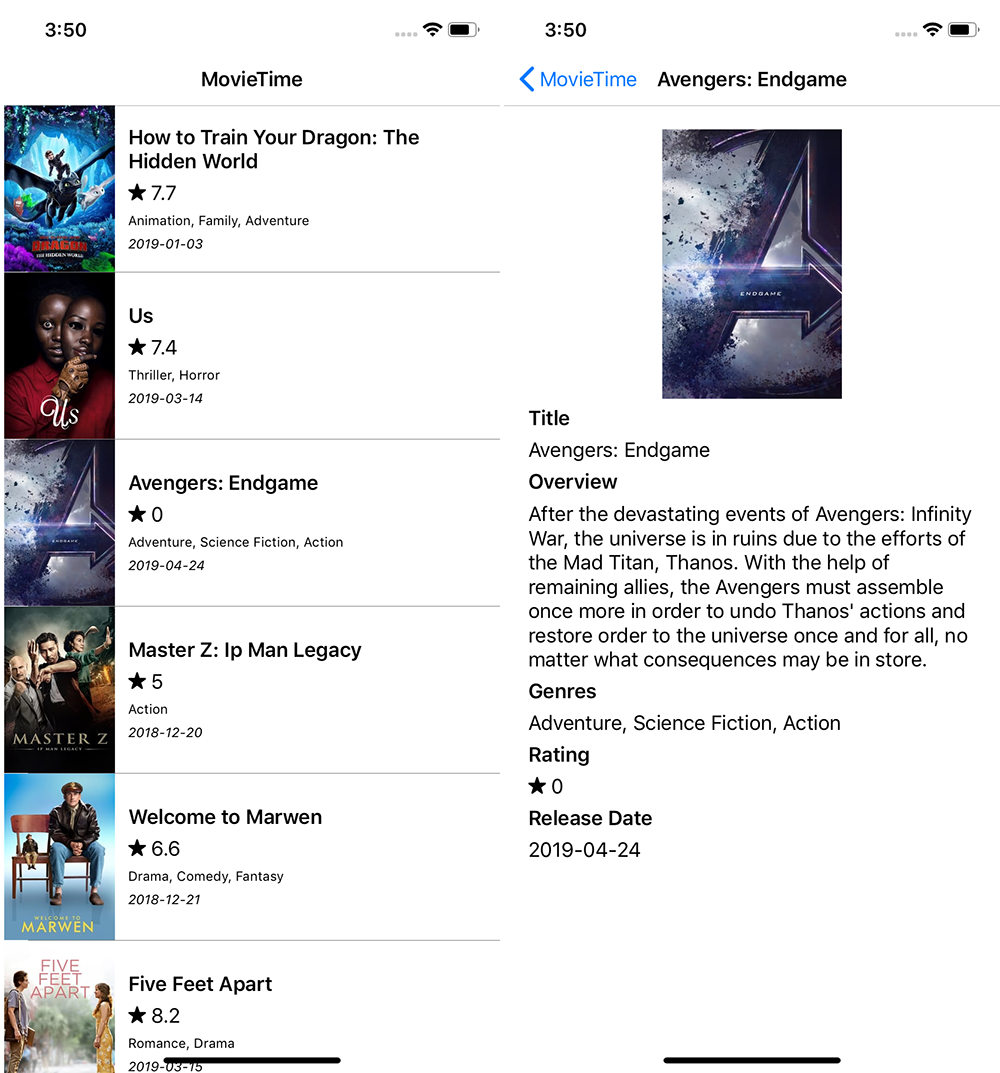 3:50
MovieTime
DRAGON
THE HIDDEN WORLD
How to Train Your Dragon: The
Hidden World
★ 7.7
Animation, Family, Adventure
2019-01-03
Us
Us
★ 7.4
Thriller, Horror
2019-03-14
ENDGAME
Avengers: Endgame
★ 0
Adventure, Science Fiction, Action
2019-04-24
MASTER Z
IP MAN LEGACY
Master Z: Ip Man Legacy
★ 5
Action
2018-12-20
WELCOME TO
MARWEN
Welcome to Marwen
★ 6.6
Drama, Comedy, Fantasy
2018-12-21
FIVE
FEET
APART
Five Feet Apart
★ 8.2
Romance, Drama
2019-03-15
3:50
MovieTime Avengers: Endgame
ENDGAME
Title
Avengers: Endgame
Overview
After the devastating events of Avengers: Infinity
War, the universe is in ruins due to the efforts of
the Mad Titan, Thanos. With the help of
remaining allies, the Avengers must assemble
once more in order to undo Thanos' actions and
restore order to the universe once and for all, no
matter what consequences may be in store.
Genres
Adventure, Science Fiction, Action
Rating
★ 0
Release Date
2019-04-24